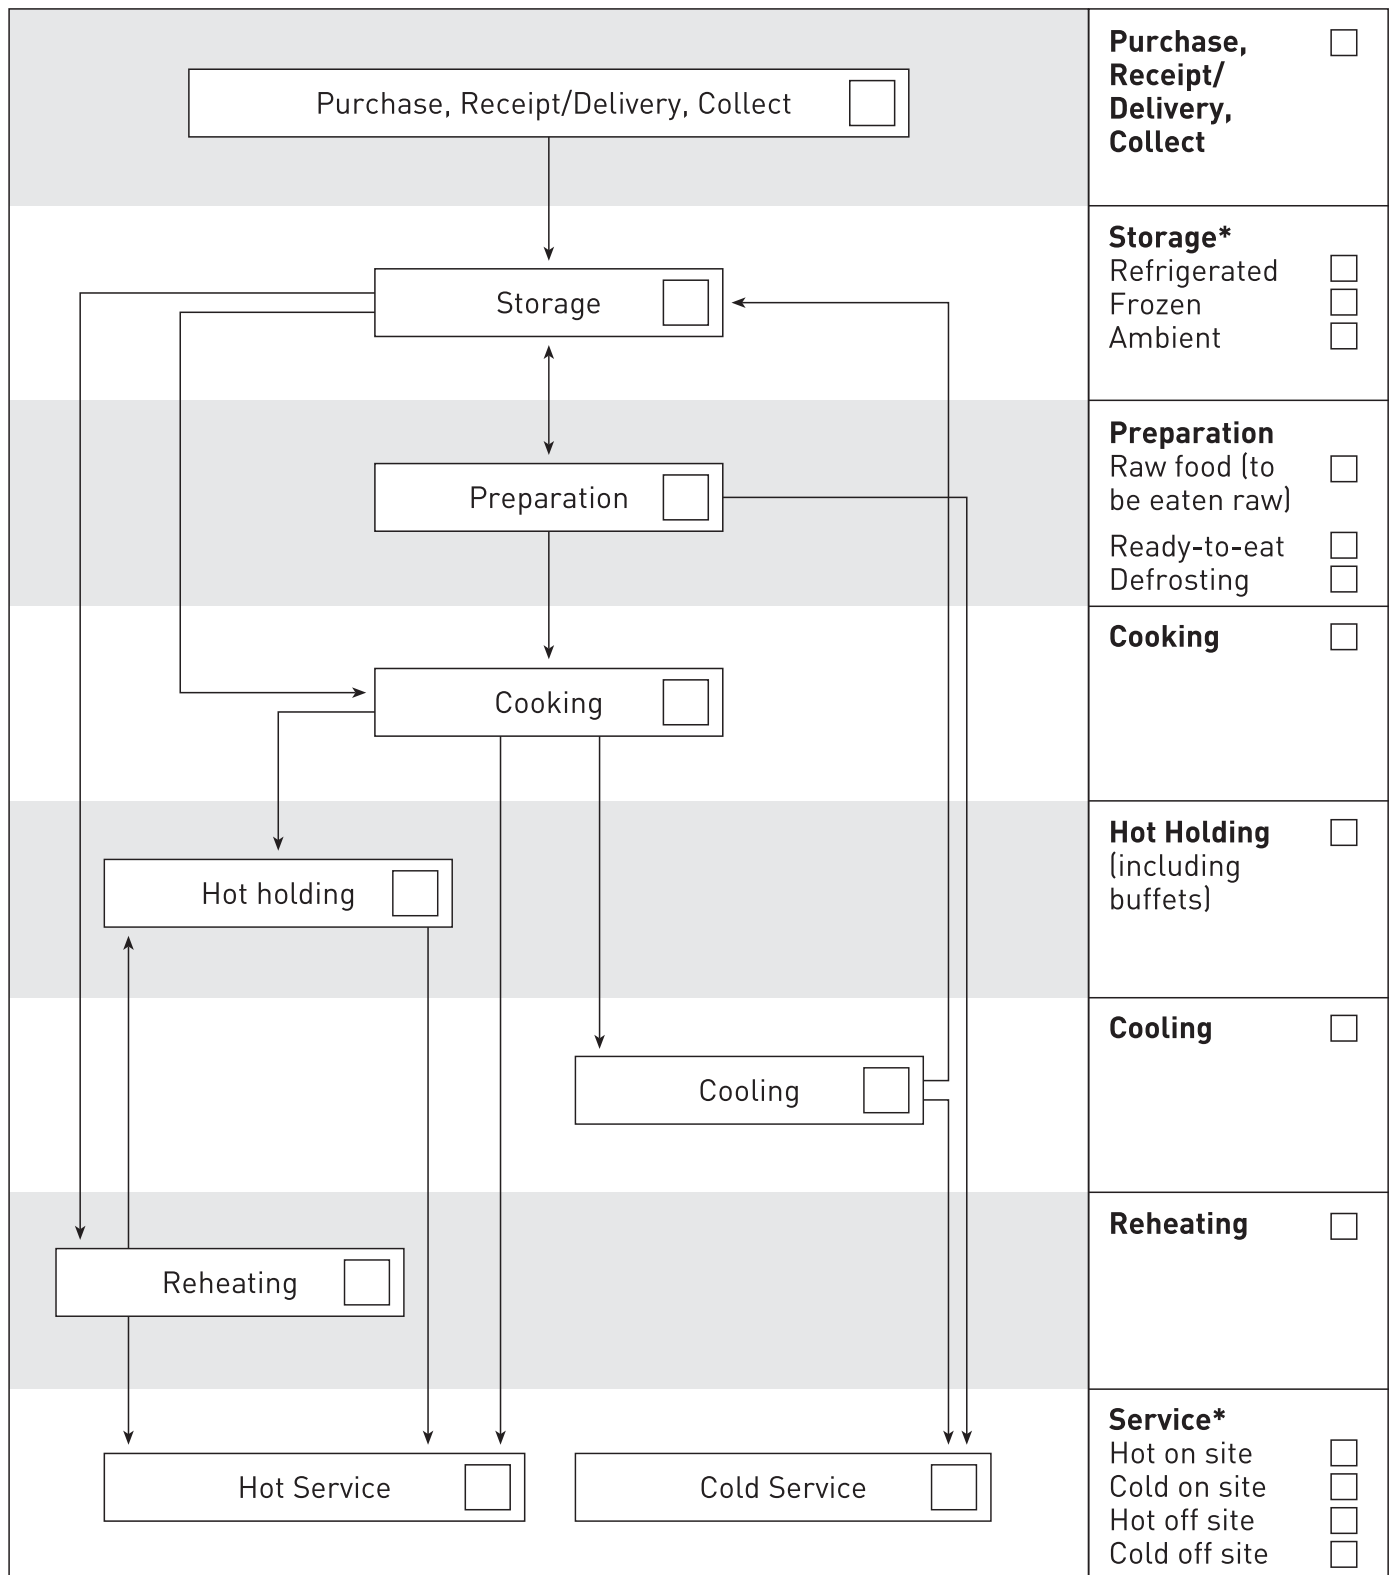 Purchase, Receipt/Delivery, Collect
Storage
Preparation
Cooking
Hot holding
Cooling
Reheating
Hot Service
Cold Service
Purchase,
Receipt/
Delivery,
Collect
Storage*
Refrigerated
Frozen
Ambient
Preparation
Raw food (to
be eaten raw)
Ready-to-eat
Defrosting
Cooking
Hot Holding
(including
buffets)
Cooling
Reheating
Service*
Hot on site
Cold on site
Hot off site
Cold off site